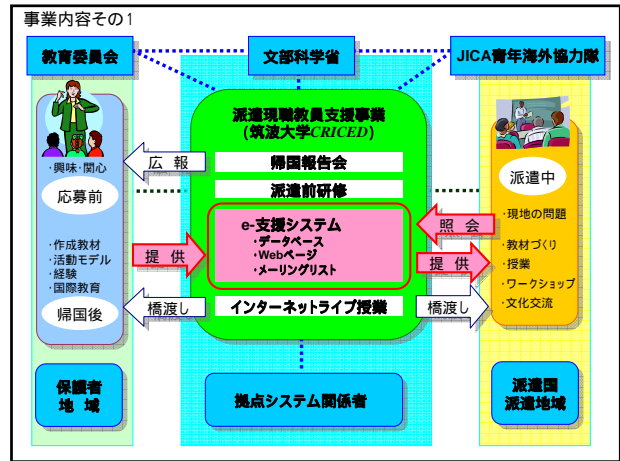 事業内容その1
教育委員会
文部科学省
JICA青年海外協力隊
派遣現職教員支援事業
(筑波大学CRICED)
・興味・関心
広 報
帰国報告会
応募前
派遣前研修
派遣中
照 会
・現地の問題
e-支援システム
・データベース
・Webページ
・メーリングリスト
・作成教材
・活動モデル
・経験
・国際教育
提 供
提 供
・教材づくり
・授業
・ワークショップ
・文化交流
帰国後
橋渡し
インターネットライブ授業
橋渡し
保護者
地 域
拠点システム関係者
派遣国
派遣地域